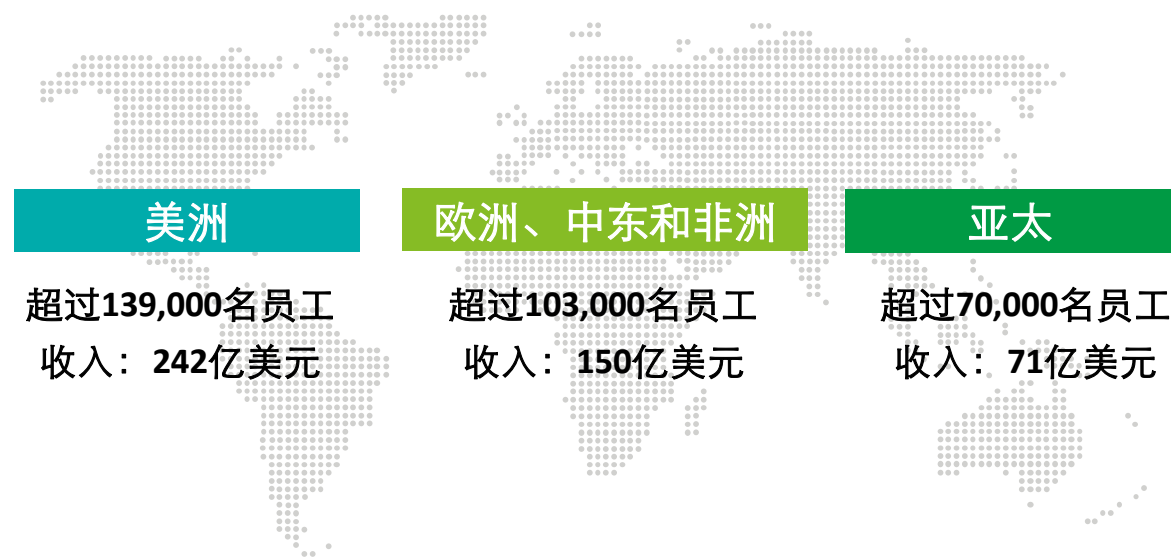 美洲
超过139,000名员工
收入：242亿美元
欧洲、中东和非洲
超过103,000名员工
收入：150亿美元
亚太
超过70,000名员工
收入：71亿美元